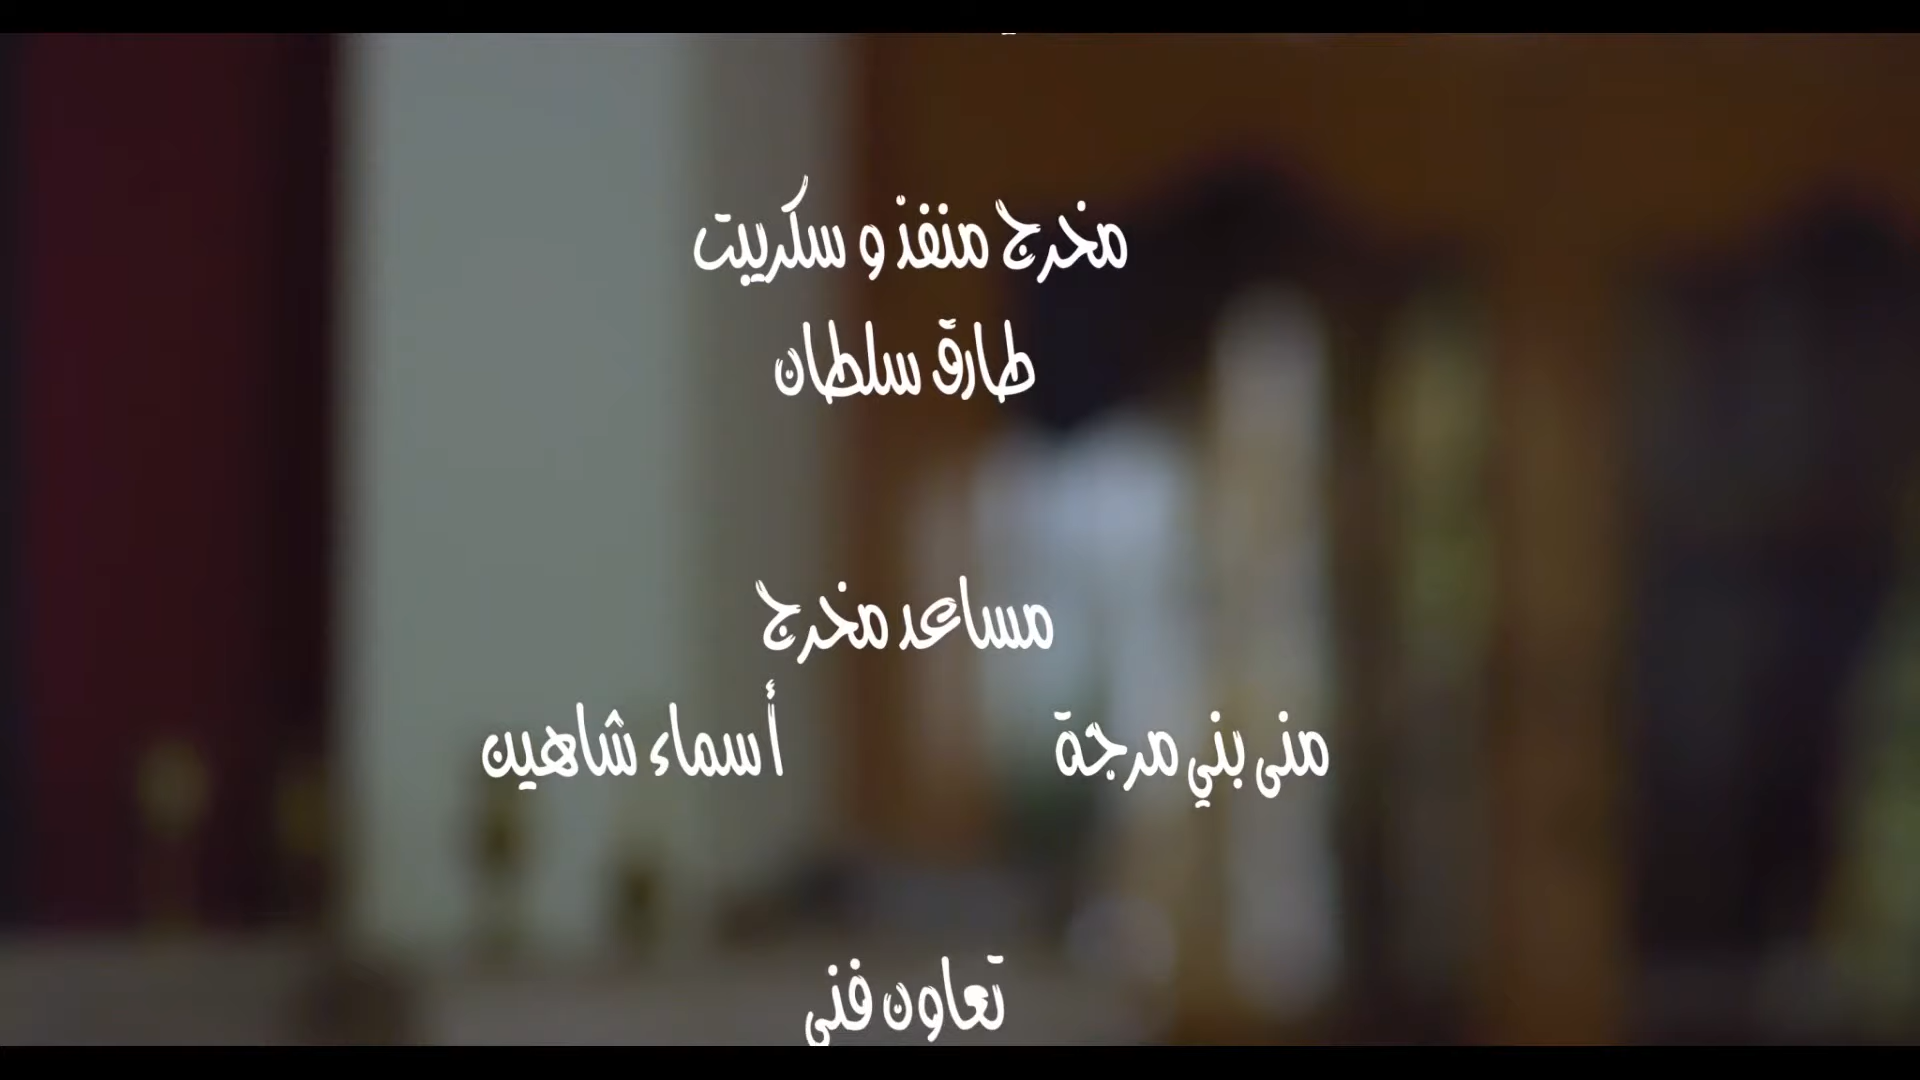 مخرج منفذ و سكريبت
طارق سلطان
مساعد مخرج
منى بني مرجة أسماء شاهين
تعاون فني